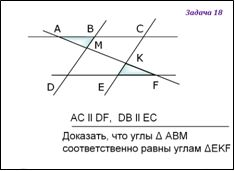 Задача 18
A B C
M
K
D E F
AC II DF, DB II EC
Доказать, что углы Δ ABM
соответственно равны углам ΔEKF